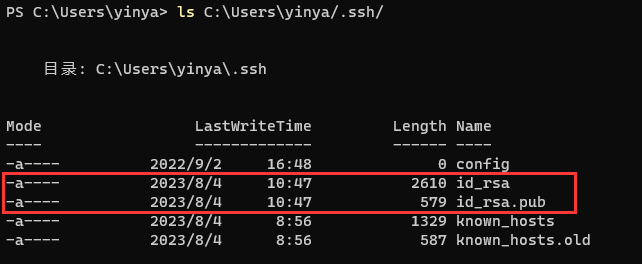 PS C:\Users\yinya> ls C:\Users\yinya/.ssh/
目录: C:\Users\yinya\.ssh
Mode LastWriteTime Length Name
---- ------------- ------ ----
-a---- 2022/9/2 16:48 0 config
-a---- 2023/8/4 10:47 2610 id_rsa
-a---- 2023/8/4 10:47 579 id_rsa.pub
-a---- 2023/8/4 8:56 1329 known_hosts
-a---- 2023/8/4 8:56 587 known_hosts.old